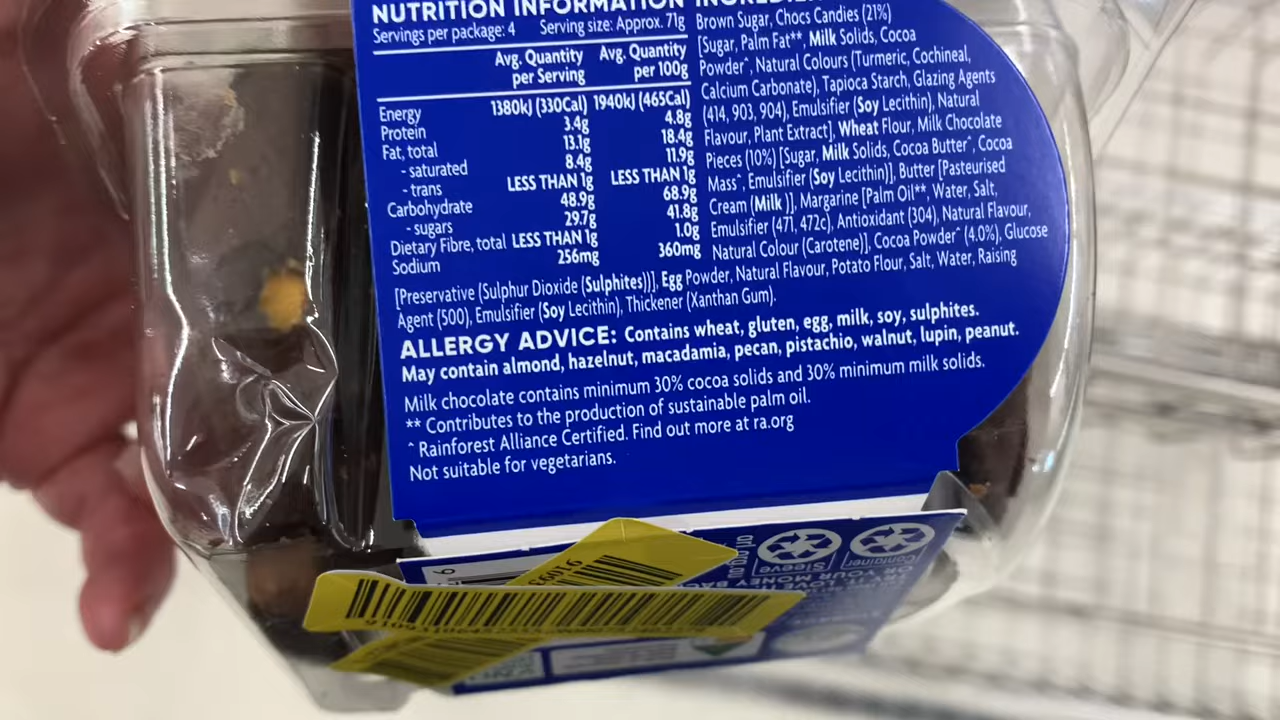 NUTRITION INFORMATION
Servings per package: 4 Serving size: Approx. 71g
Avg. Quantity per Serving Avg. Quantity per 100g
Energy 1380kJ (330Cal) 1940kJ (465Cal)
Protein 3.4g 4.8g
Fat, total 13.1g 18.4g
- saturated 8.4g 11.9g
- trans LESS THAN 1g LESS THAN 1g
Carbohydrate 48.9g 68.9g
- sugars 29.7g 41.8g
Dietary Fibre, total LESS THAN 1g 1.0g
Sodium 256mg 360mg
Brown Sugar, Chocs Candies (21%)
[Sugar, Palm Fat**, Milk Solids, Cocoa
Powder^, Natural Colours (Turmeric, Cochineal,
Calcium Carbonate), Tapioca Starch, Glazing Agents
(414, 903, 904), Emulsifier (Soy Lecithin), Natural
Flavour, Plant Extract], Wheat Flour, Milk Chocolate
Pieces (10%) [Sugar, Milk Solids, Cocoa Butter^, Cocoa
Mass^, Emulsifier (Soy Lecithin)], Butter [Pasteurised
Cream (Milk )], Margarine [Palm Oil**, Water, Salt,
Emulsifier (471, 472c), Antioxidant (304), Natural Flavour,
Natural Colour (Carotene)], Cocoa Powder^ (4.0%), Glucose
[Preservative (Sulphur Dioxide (Sulphites))], Egg Powder, Natural Flavour, Potato Flour, Salt, Water, Raising
Agent (500), Emulsifier (Soy Lecithin), Thickener (Xanthan Gum).
ALLERGY ADVICE: Contains wheat, gluten, egg, milk, soy, sulphites.
May contain almond, hazelnut, macadamia, pecan, pistachio, walnut, lupin, peanut.
Milk chocolate contains minimum 30% cocoa solids and 30% minimum milk solids.
** Contributes to the production of sustainable palm oil.
^ Rainforest Alliance Certified. Find out more at ra.org
Not suitable for vegetarians.
Sleeve
Container
OR YOUR MONEY BACK